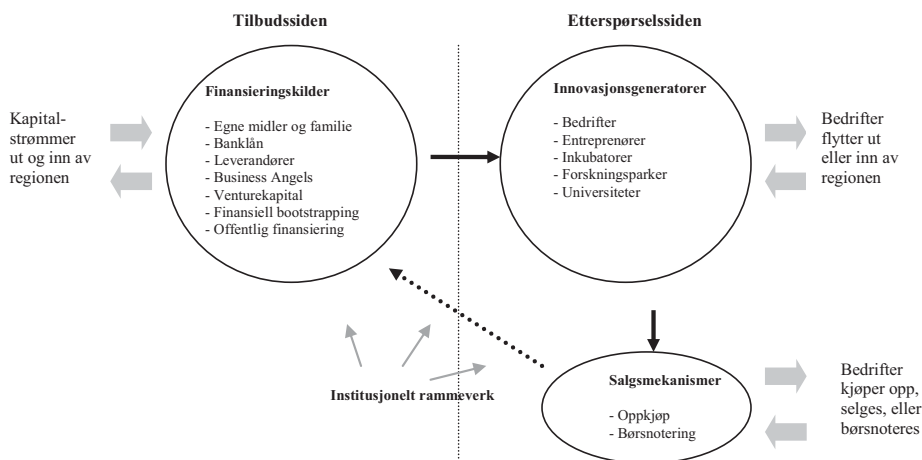 Tilbudssiden
Etterspørselssiden
Kapital-
strømmer
ut og inn av
regionen
Finansieringskilder
- Egne midler og familie
- Banklån
- Leverandører
- Business Angels
- Venturekapital
- Finansiell bootstrapping
- Offentlig finansiering
Innovasjonsgeneratorer
- Bedrifter
- Entreprenører
- Inkubatorer
- Forskningsparker
- Universiteter
Bedrifter
flytter ut
eller inn av
regionen
Institusjonelt rammeverk
Salgsmekanismer
- Oppkjøp
- Børsnotering
Bedrifter
kjøper opp,
selges, eller
børsnoteres